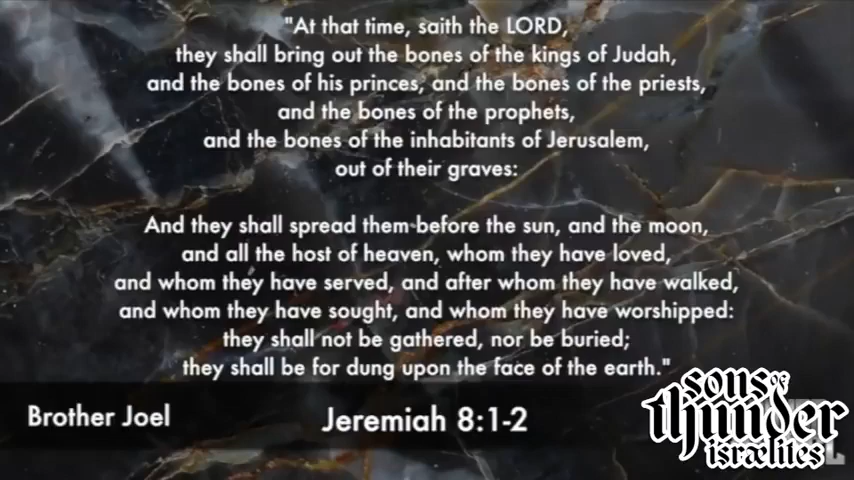 "At that time, saith the LORD,
they shall bring out the bones of the kings of Judah,
and the bones of his princes, and the bones of the priests,
and the bones of the prophets,
and the bones of the inhabitants of Jerusalem,
out of their graves:
And they shall spread them before the sun, and the moon,
and all the host of heaven, whom they have loved,
and whom they have served, and after whom they have walked,
and whom they have sought, and whom they have worshipped:
they shall not be gathered, nor be buried;
they shall be for dung upon the face of the earth."
Brother Joel
Jeremiah 8:1-2
sons of
thunder
israelites